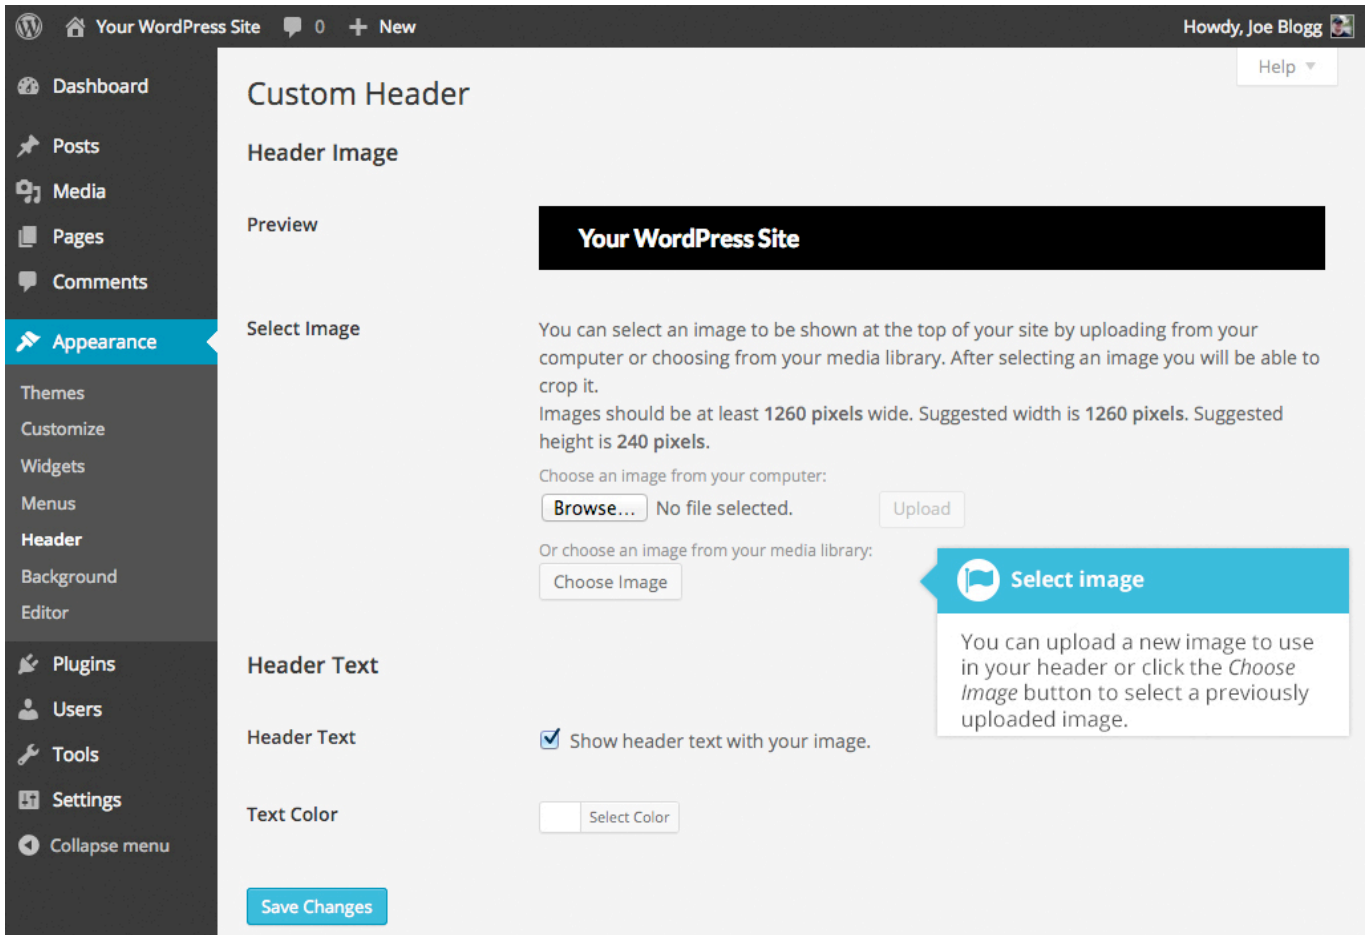 Your WordPress Site 0 New Howdy, Joe Blogg
Help
Dashboard
Posts
Media
Pages
Comments
Appearance
Themes
Customize
Widgets
Menus
Header
Background
Editor
Plugins
Users
Tools
Settings
Collapse menu
Custom Header
Header Image
Preview
Your WordPress Site
Select Image
You can select an image to be shown at the top of your site by uploading from your
computer or choosing from your media library. After selecting an image you will be able to
crop it.
Images should be at least 1260 pixels wide. Suggested width is 1260 pixels. Suggested
height is 240 pixels.
Choose an image from your computer:
Browse... No file selected. Upload
Or choose an image from your media library:
Choose Image
Select image
You can upload a new image to use
in your header or click the Choose
Image button to select a previously
uploaded image.
Header Text
Header Text
Show header text with your image.
Text Color
Select Color
Save Changes